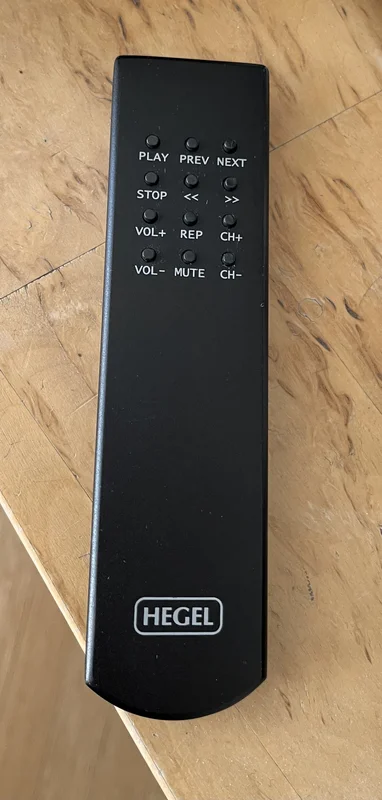 PLAY PREV NEXT
STOP << >>
VOL+ REP CH+
VOL- MUTE CH-
HEGEL